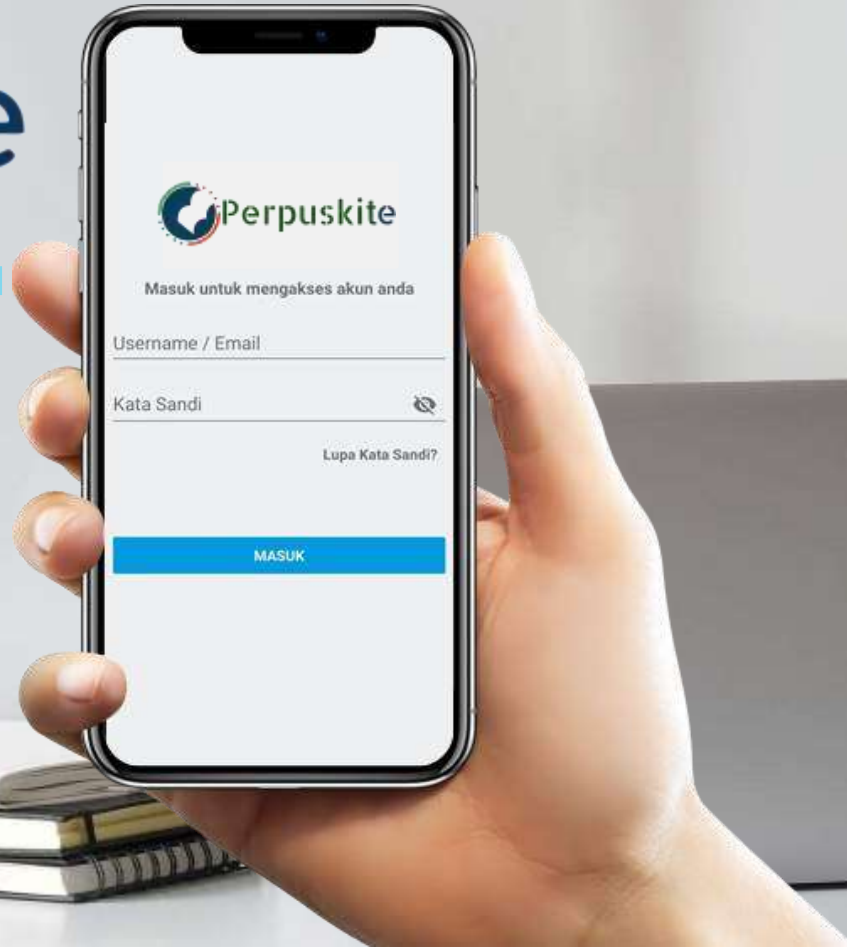 e
Perpuskite
Masuk untuk mengakses akun anda
Username / Email
Kata Sandi
Lupa Kata Sandi?
MASUK